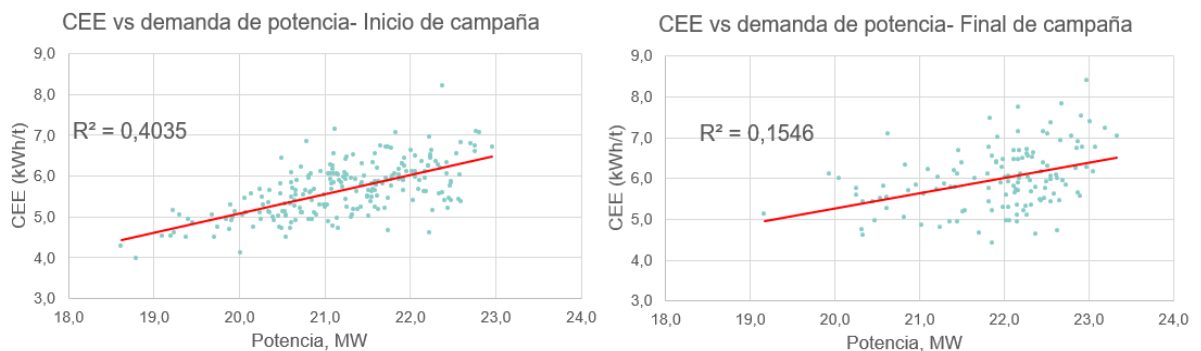 CEE vs demanda de potencia- Inicio de campaña
9,0
8,0
7,0
6,0
5,0
4,0
3,0
CEE (kWh/t)
R² = 0,4035
18,0 19,0 20,0 21,0 22,0 23,0 24,0
Potencia, MW
CEE vs demanda de potencia- Final de campaña
9,0
8,0
7,0
6,0
5,0
4,0
3,0
CEE (kWh/t)
R² = 0,1546
18,0 19,0 20,0 21,0 22,0 23,0 24,0
Potencia, MW